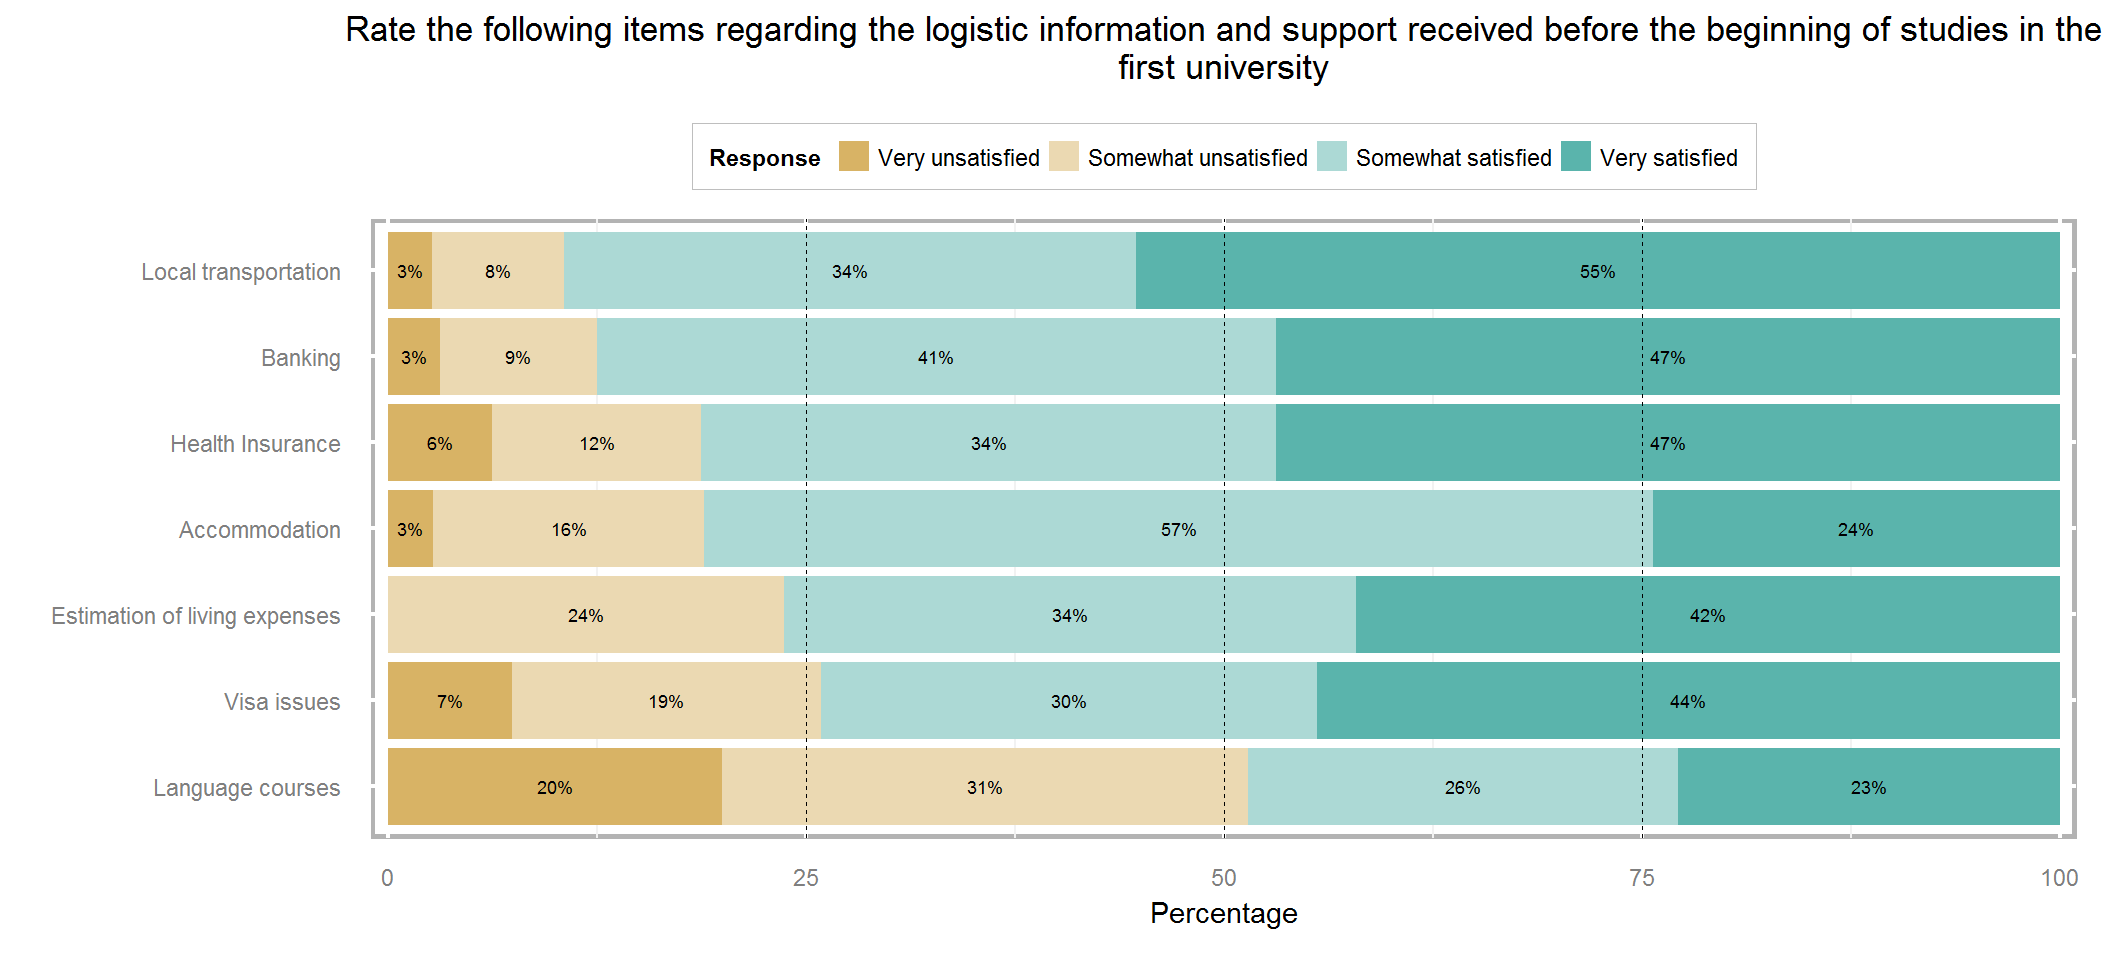 Rate the following items regarding the logistic information and support received before the beginning of studies in the
first university
Response Very unsatisfied Somewhat unsatisfied Somewhat satisfied Very satisfied
Local transportation 3% 8% 34% 55%
Banking 3% 9% 41% 47%
Health Insurance 6% 12% 34% 47%
Accommodation 3% 16% 57% 24%
Estimation of living expenses 24% 34% 42%
Visa issues 7% 19% 30% 44%
Language courses 20% 31% 26% 23%
0 25 50 75 100
Percentage